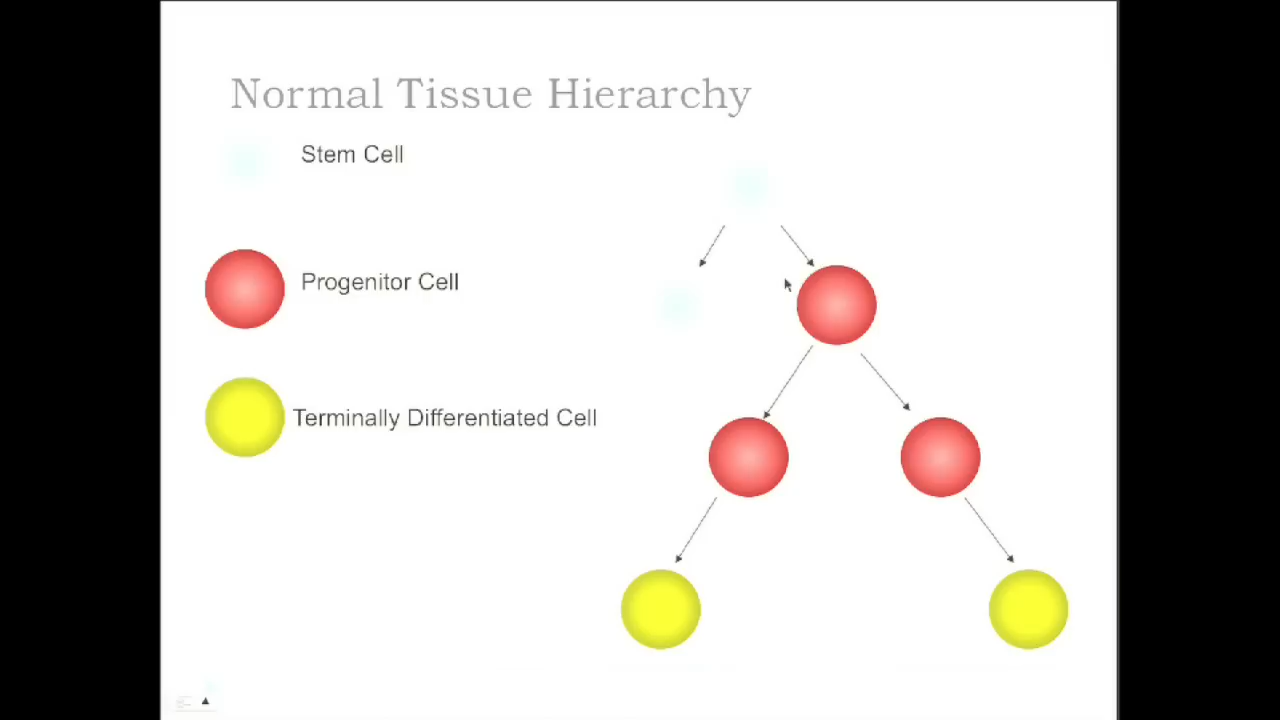 Normal Tissue Hierarchy
Stem Cell
Progenitor Cell
Terminally Differentiated Cell